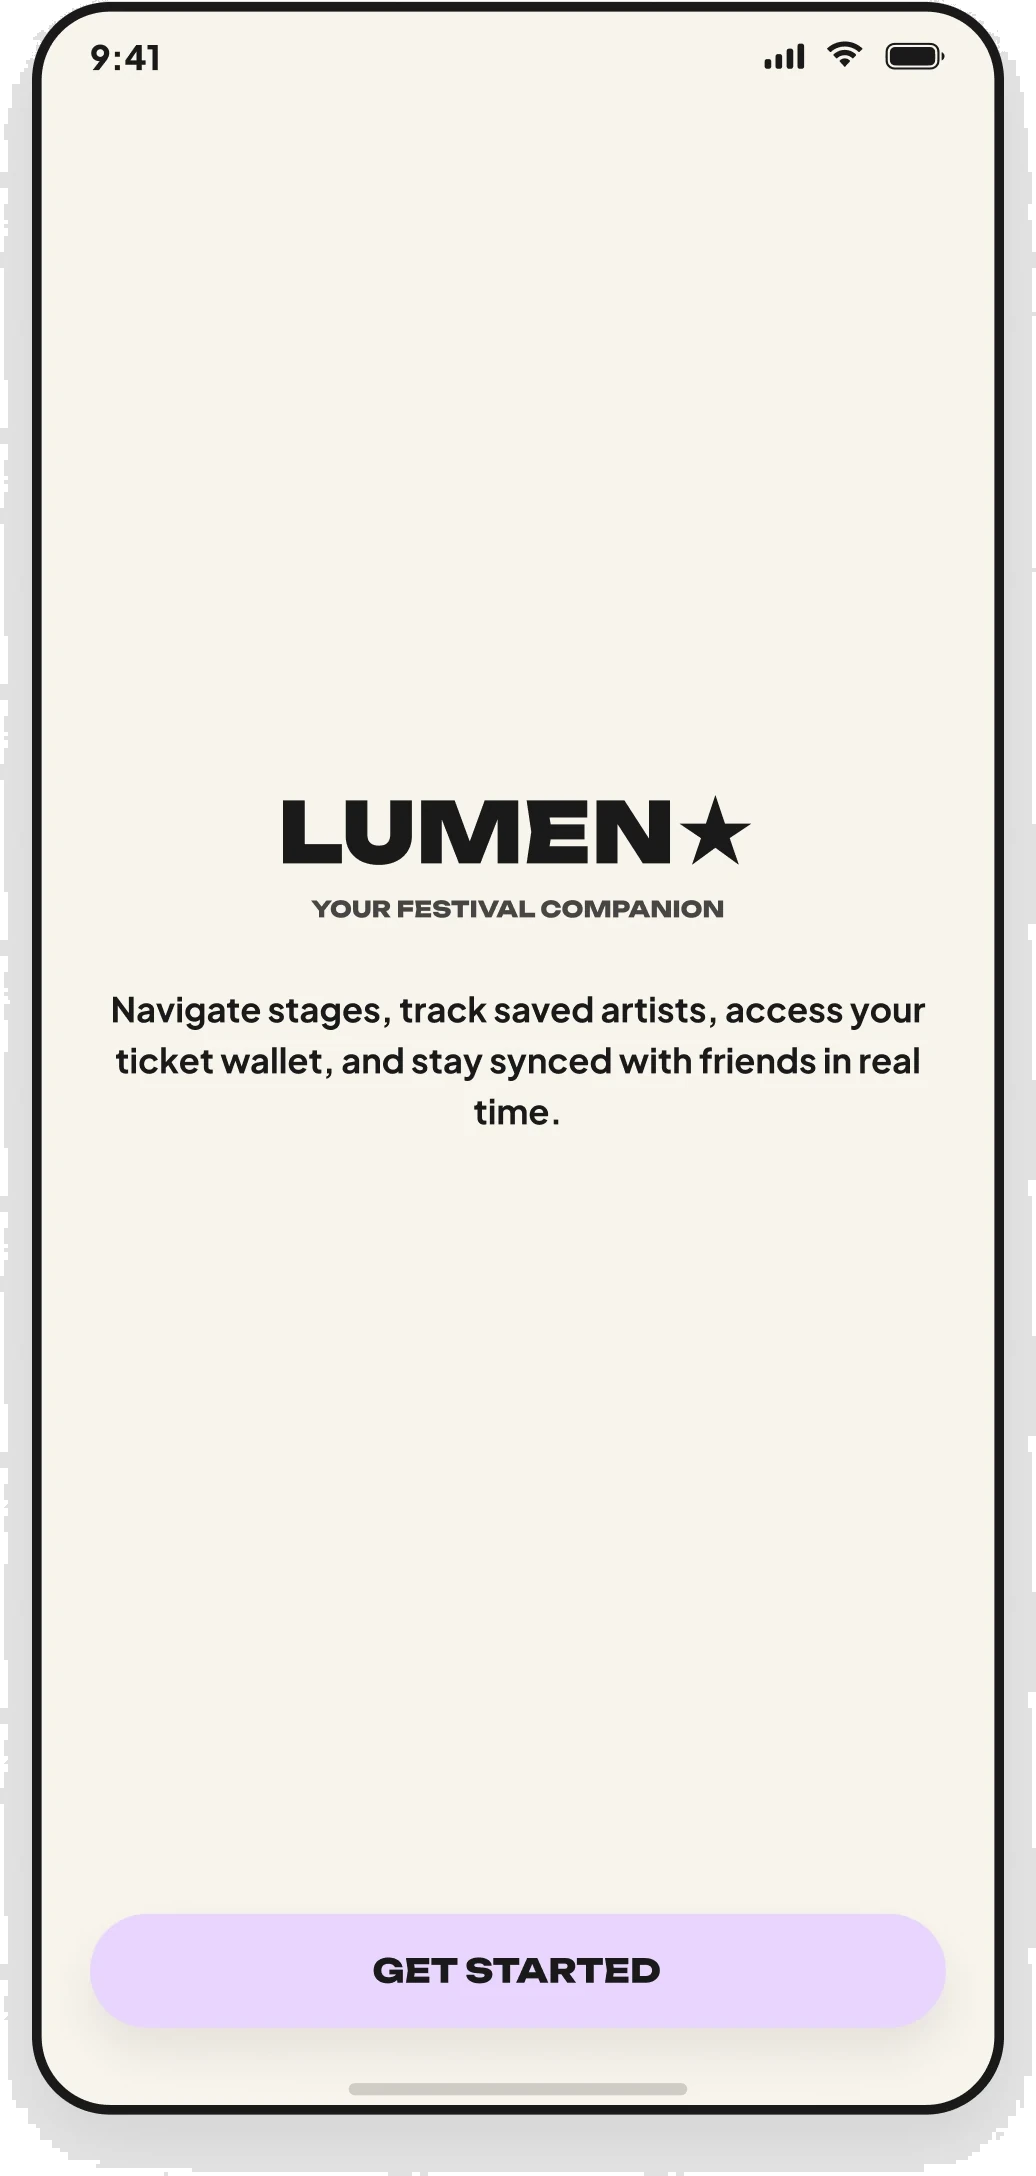 9:41
LUMEN★
YOUR FESTIVAL COMPANION
Navigate stages, track saved artists, access your
ticket wallet, and stay synced with friends in real
time.
GET STARTED